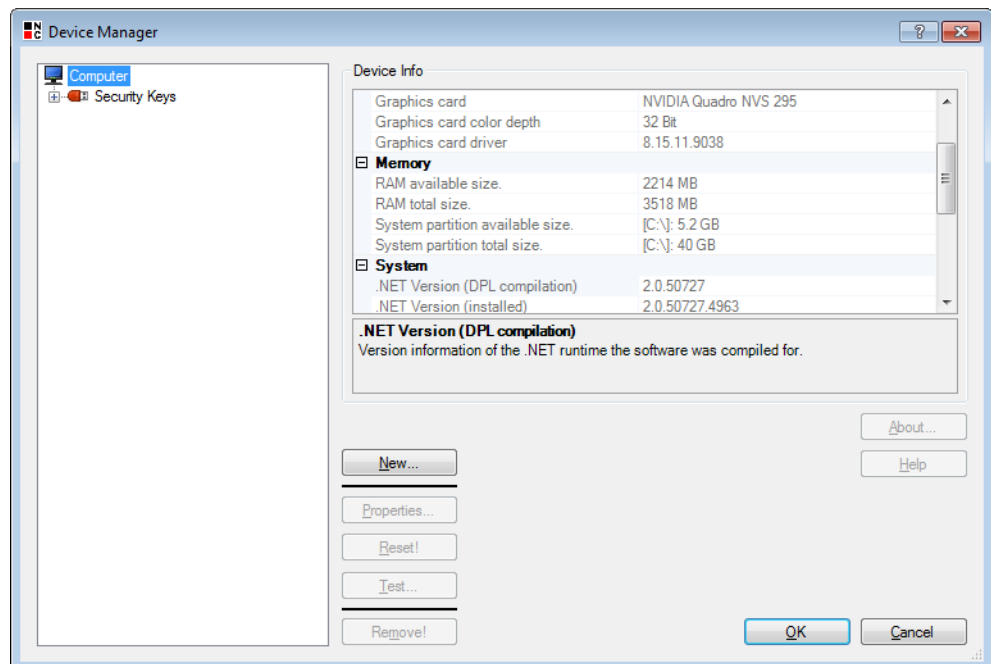 NC Device Manager
Computer
Security Keys
Device Info
Graphics card NVIDIA Quadro NVS 295
Graphics card color depth 32 Bit
Graphics card driver 8.15.11.9038
Memory
RAM available size. 2214 MB
RAM total size. 3518 MB
System partition available size. [C:\]: 5.2 GB
System partition total size. [C:\]: 40 GB
System
.NET Version (DPL compilation) 2.0.50727
.NET Version (installed) 2.0.50727.4963
.NET Version (DPL compilation)
Version information of the .NET runtime the software was compiled for.
About...
New...
Help
Properties...
Reset!
Test...
Remove!
OK
Cancel